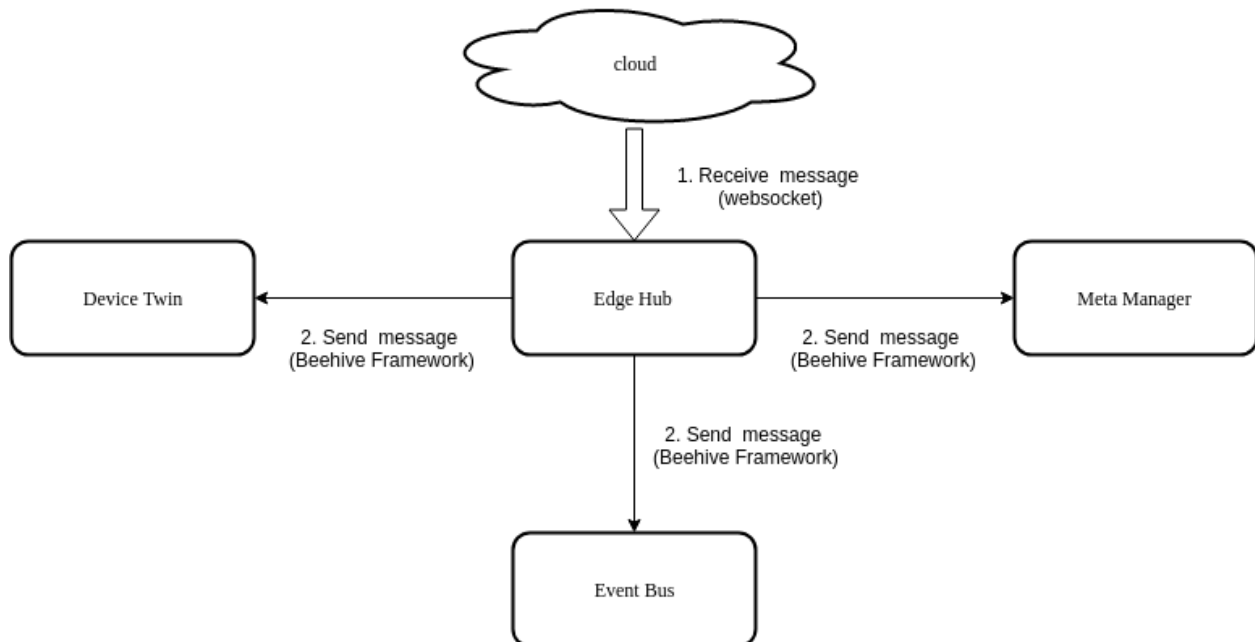 cloud
1. Receive message
(websocket)
Device Twin
Edge Hub
Meta Manager
2. Send message
(Beehive Framework)
2. Send message
(Beehive Framework)
2. Send message
(Beehive Framework)
Event Bus